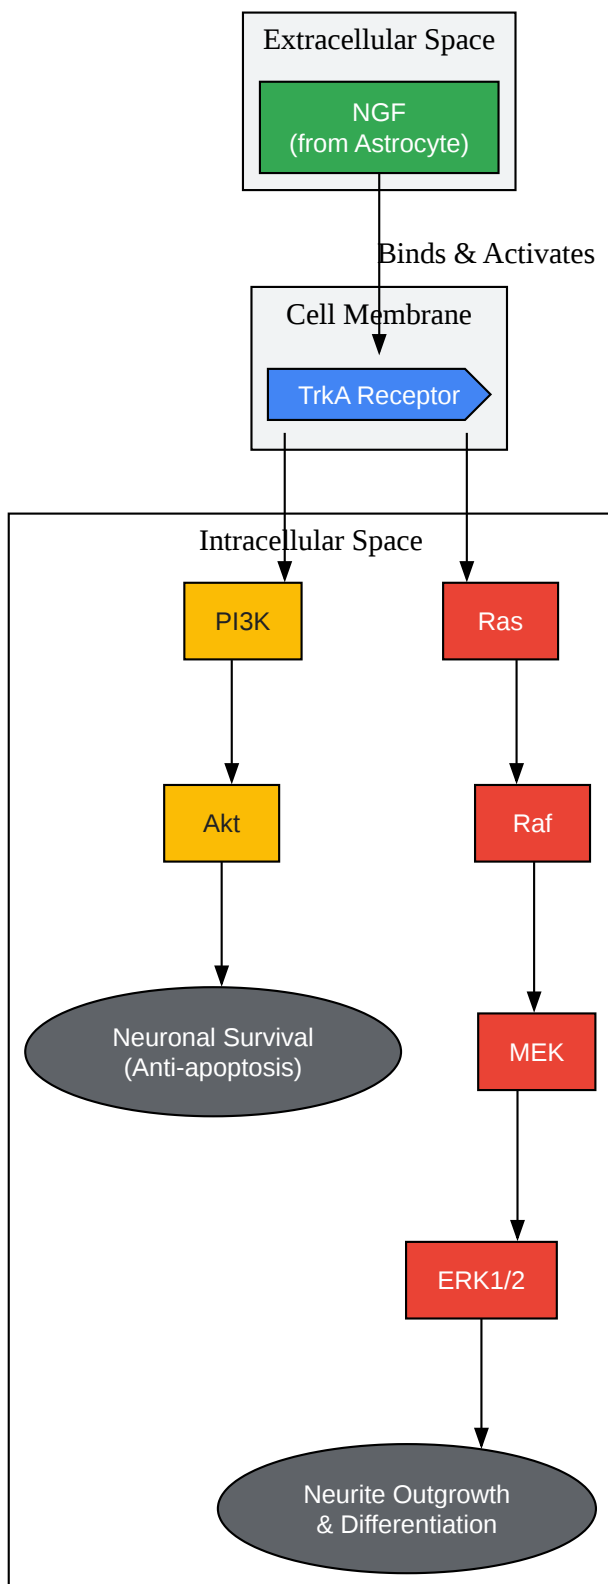 Extracellular Space
NGF
(from Astrocyte)
Binds & Activates
Cell Membrane
TrkA Receptor
Intracellular Space
PI3K
Ras
Akt
Raf
Neuronal Survival
(Anti-apoptosis)
MEK
ERK1/2
Neurite Outgrowth
& Differentiation